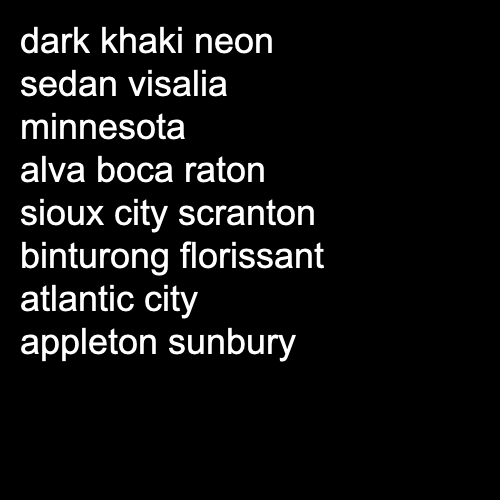 dark khaki neon
sedan visalia
minnesota
alva boca raton
sioux city scranton
binturong florissant
atlantic city
appleton sunbury